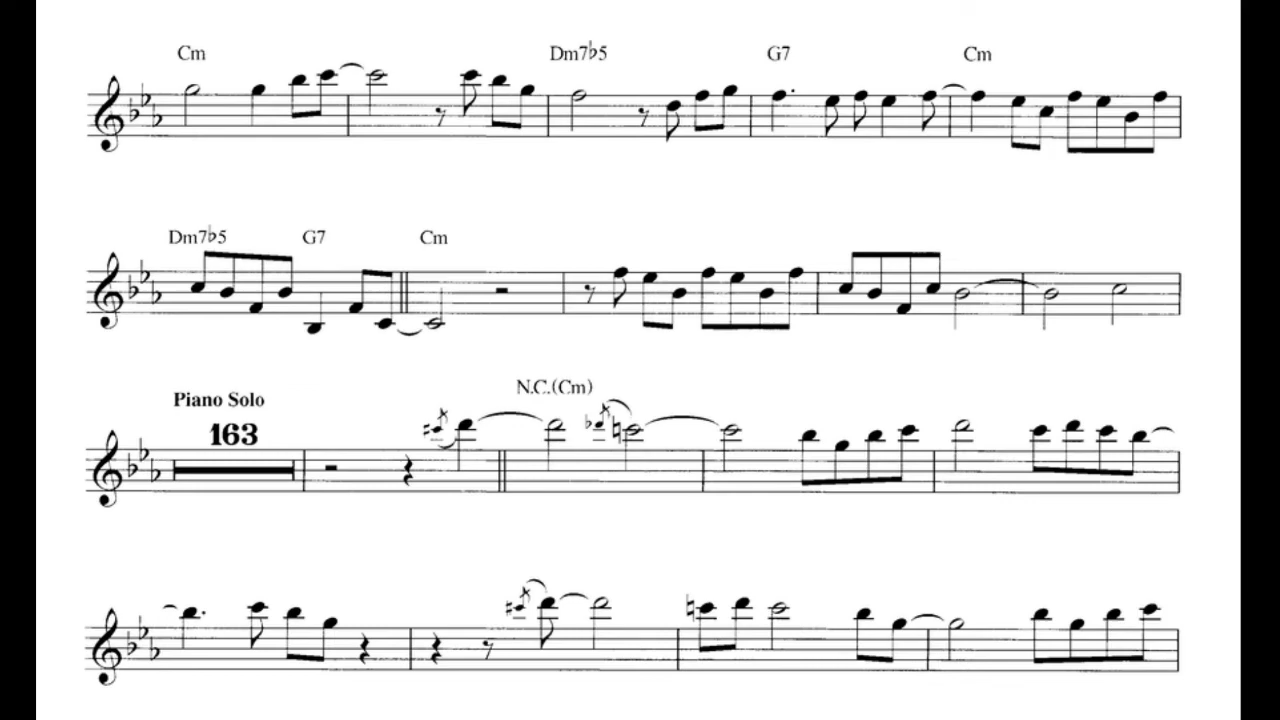 Cm Dm7♭5 G7 Cm
Dm7♭5 G7 Cm
Piano Solo
163
N.C.(Cm)